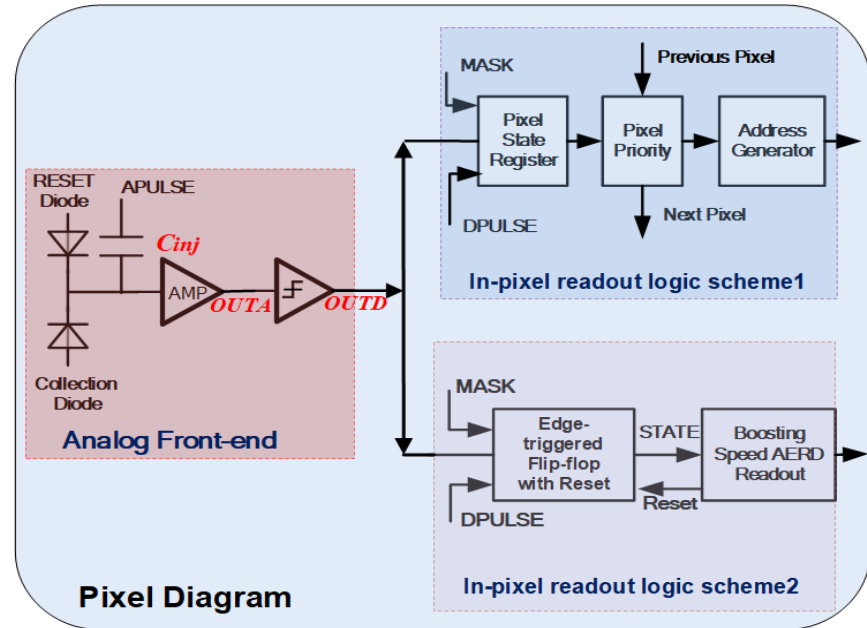 RESET
Diode
APULSE
Cinj
AMP
OUTA
OUTD
Collection
Diode
Analog Front-end
MASK
Pixel
State
Register
DPULSE
Previous Pixel
Pixel
Priority
Next Pixel
Address
Generator
In-pixel readout logic scheme1
MASK
Edge-
triggered
Flip-flop
with Reset
DPULSE
STATE
Reset
Boosting
Speed AERD
Readout
In-pixel readout logic scheme2
Pixel Diagram